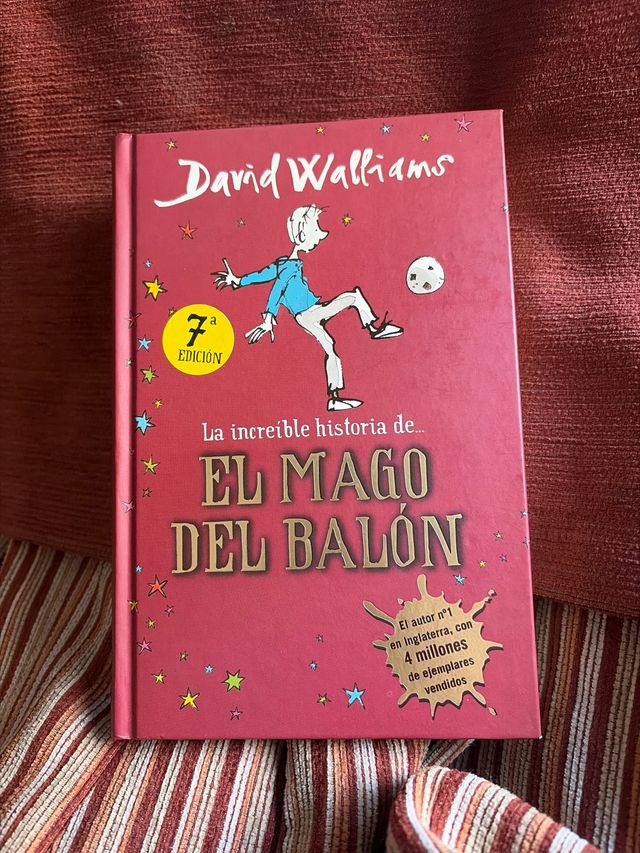 David Walliams
7ª
EDICIÓN
La increíble historia de...
EL MAGO
DEL BALÓN
El autor nº1
en Inglaterra, con
4 millones
de ejemplares
vendidos